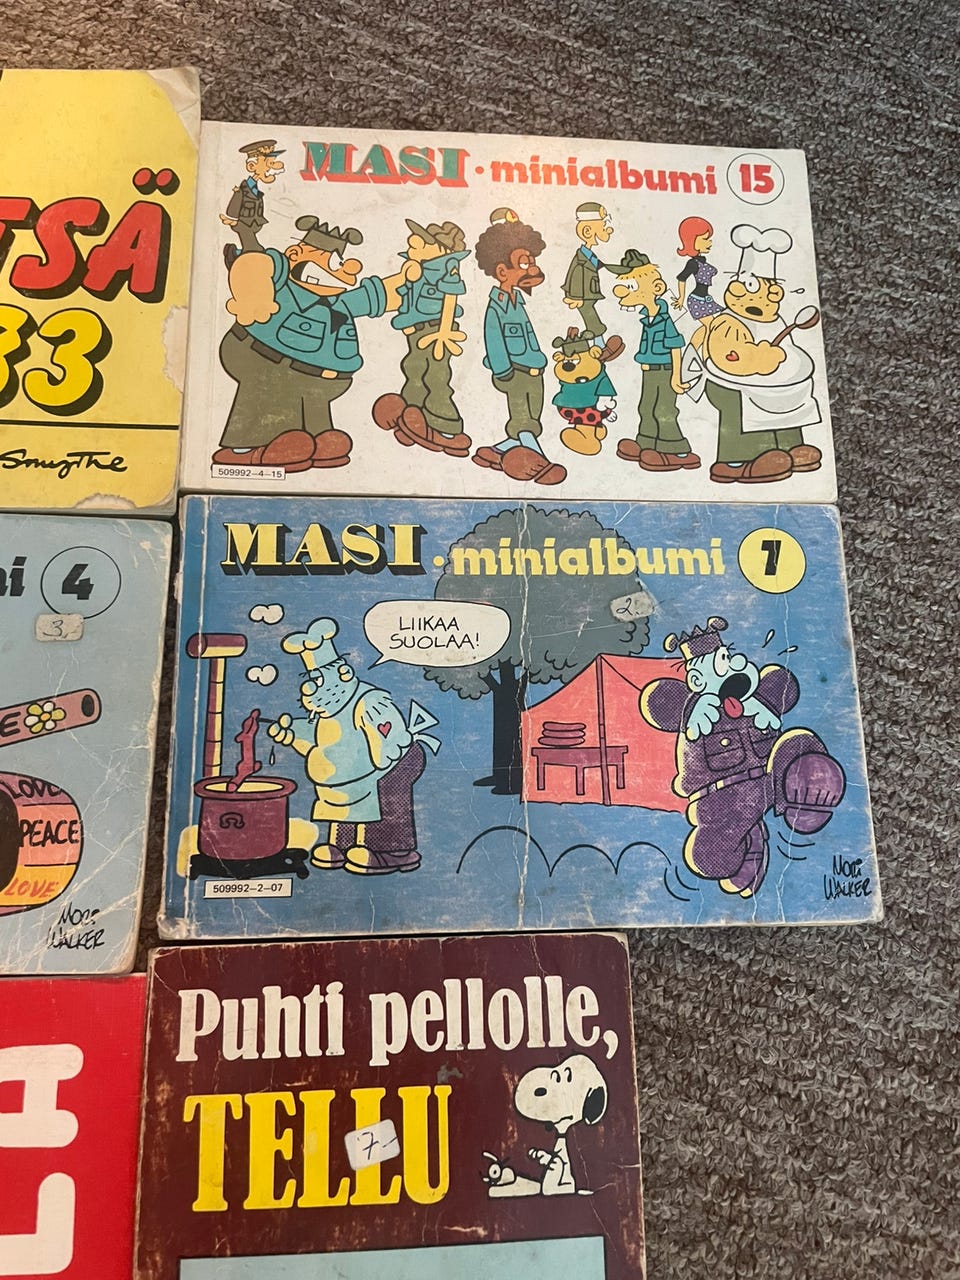 TSÄ
33
Smythe
MASI · minialbumi 15
509992-4-15
4
3.
LOVE
PEACE
LOVE
MORT
WALKER
MASI · minialbumi 7
2.
LIIKAA
SUOLAA!
509992-2-07
MORT
WALKER
Puhti pellolle,
TELLU
7-